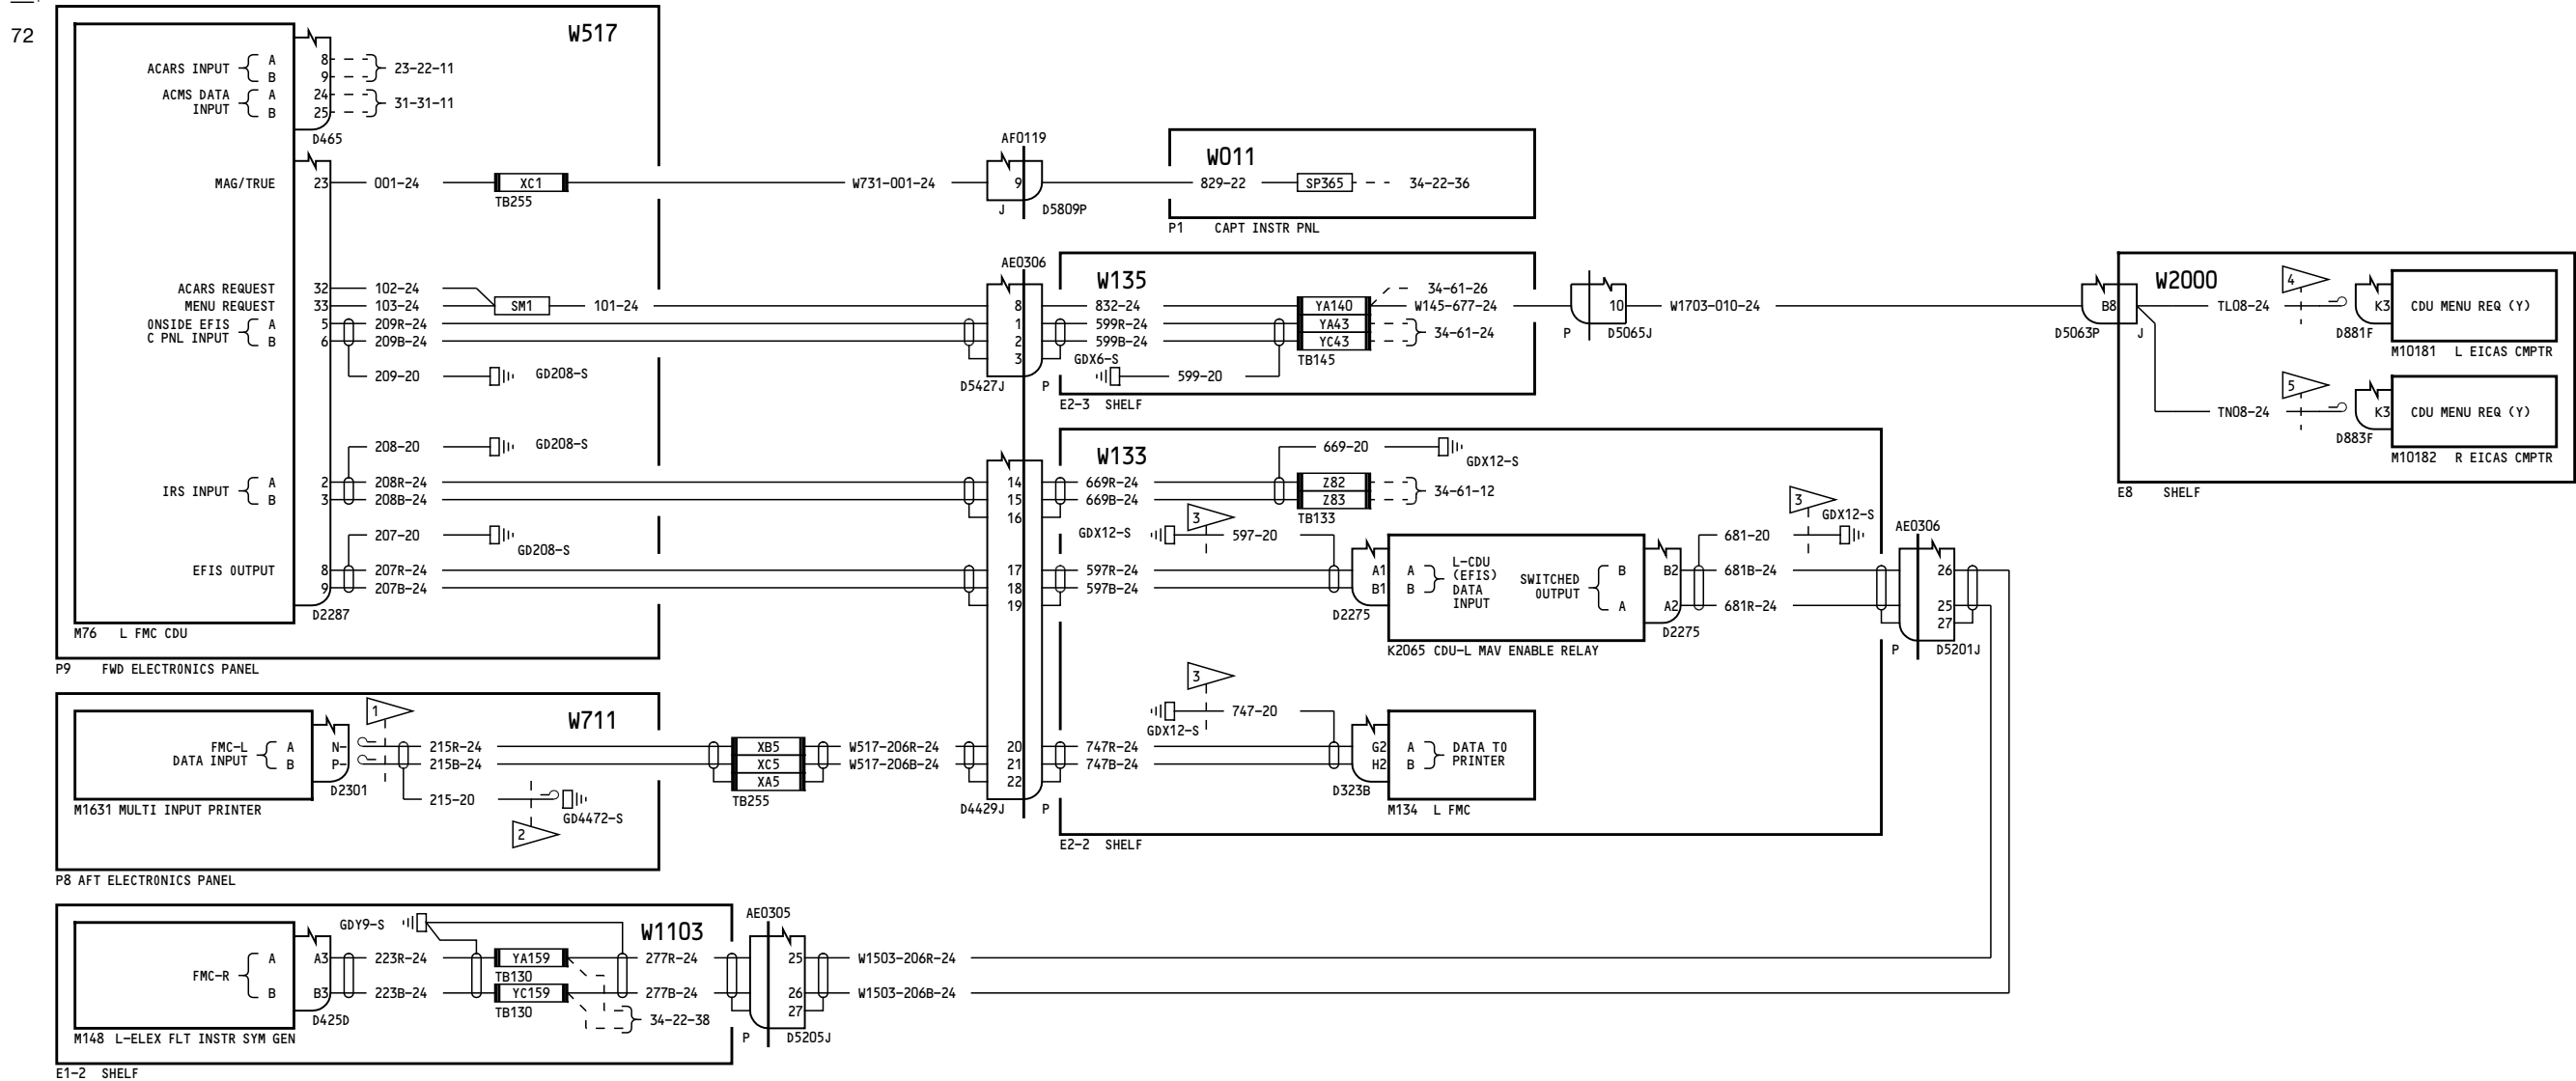 72
W517
ACARS INPUT A 8 23-22-11
B 9
ACMS DATA INPUT A 24 31-31-11
B 25
D465
MAG/TRUE 23 001-24 XC1 W731-001-24 9 829-22 SP365 34-22-36
TB255
AF0119
J D5809P
W011
P1 CAPT INSTR PNL
ACARS REQUEST 32 102-24
MENU REQUEST 33 103-24 SM1 101-24 8 832-24 YA140 W145-677-24 10 W1703-010-24 B8 TL08-24 K3 CDU MENU REQ (Y)
34-61-26
ONSIDE EFIS C PNL INPUT A 5 209R-24 1 599R-24 YA43 34-61-24
B 6 209B-24 2 599B-24 YC43
3 GDX6-S TB145
209-20 GD208-S
599-20
AE0306
W135
D5427J P
E2-3 SHELF
P D5065J
D5063P J
W2000
4
D881F
M10181 L EICAS CMPTR
5
TN08-24 K3 CDU MENU REQ (Y)
D883F
M10182 R EICAS CMPTR
E8 SHELF
208-20 GD208-S
W133
669-20 GDX12-S
IRS INPUT A 2 208R-24 14 669R-24 Z82 34-61-12
B 3 208B-24 15 669B-24 Z83
16 TB133
207-20 GD208-S
GDX12-S 3 597-20
EFIS OUTPUT 8 207R-24 17 597R-24 A1 A
9 207B-24 18 597B-24 B1 B
19
L-CDU
(EFIS)
DATA
INPUT
SWITCHED
OUTPUT
B B2 681B-24 26
A A2 681R-24 25
27
681-20 3 GDX12-S
AE0306
D2287
D2275
D2275
K2065 CDU-L MAV ENABLE RELAY
P D5201J
M76 L FMC CDU
P9 FWD ELECTRONICS PANEL
W711
1
FMC-L DATA INPUT A N- 215R-24 XB5 W517-206R-24 20 747R-24 G2 A
B P- 215B-24 XC5 W517-206B-24 21 747B-24 H2 B
XA5 22
DATA TO
PRINTER
3
747-20
GDX12-S
D2301
215-20
GD4472-S
2
TB255
D4429J P
D323B
M134 L FMC
E2-2 SHELF
M1631 MULTI INPUT PRINTER
P8 AFT ELECTRONICS PANEL
GDY9-S
W1103
AE0305
FMC-R A A3 223R-24 YA159 277R-24 25 W1503-206R-24
TB130
B B3 223B-24 YC159 277B-24 26 W1503-206B-24
27
TB130
34-22-38
D425D
P D5205J
M148 L-ELEX FLT INSTR SYM GEN
E1-2 SHELF